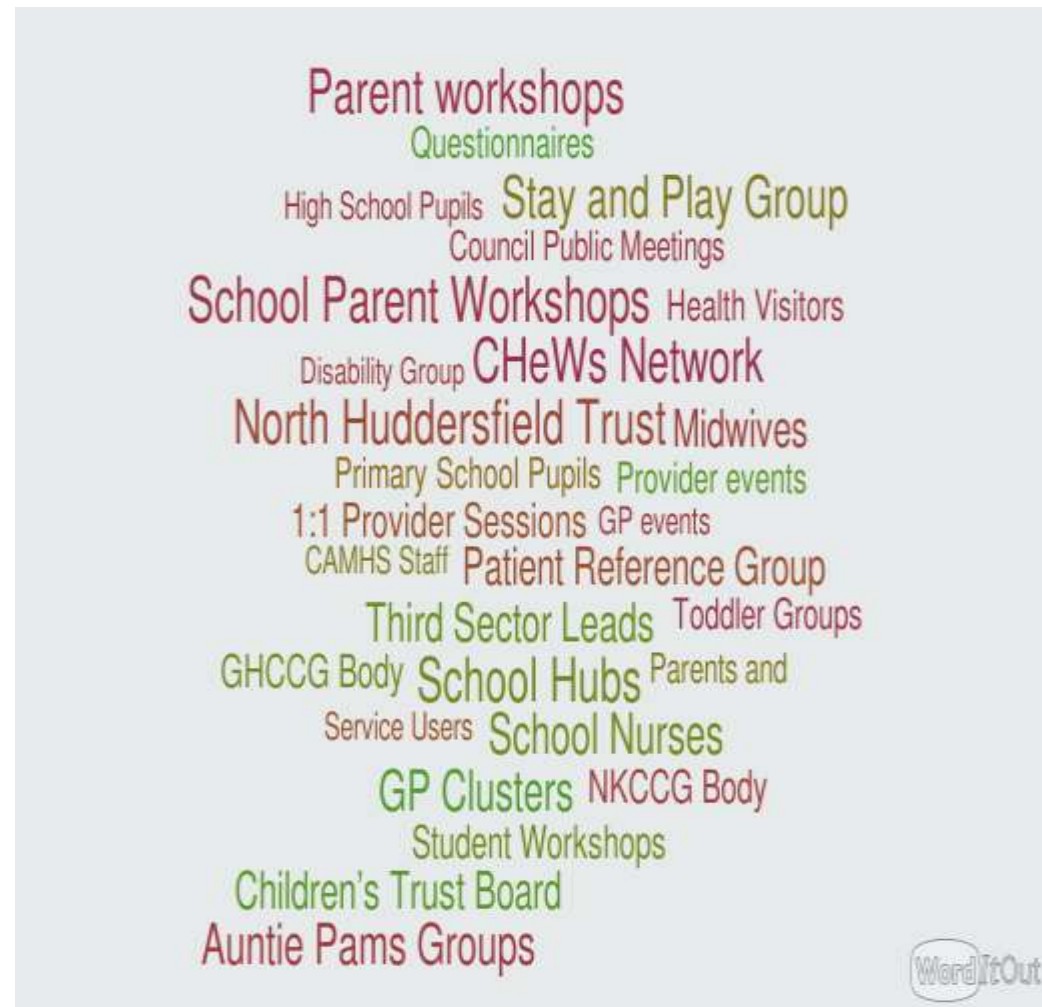 Parent workshops
Questionnaires
High School Pupils Stay and Play Group
Council Public Meetings
School Parent Workshops Health Visitors
Disability Group CHeWs Network
North Huddersfield Trust Midwives
Primary School Pupils Provider events
1:1 Provider Sessions GP events
CAMHS Staff Patient Reference Group
Third Sector Leads Toddler Groups
GHCCG Body School Hubs Parents and
Service Users School Nurses
GP Clusters NKCCG Body
Student Workshops
Children's Trust Board
Auntie Pams Groups
WordItOut